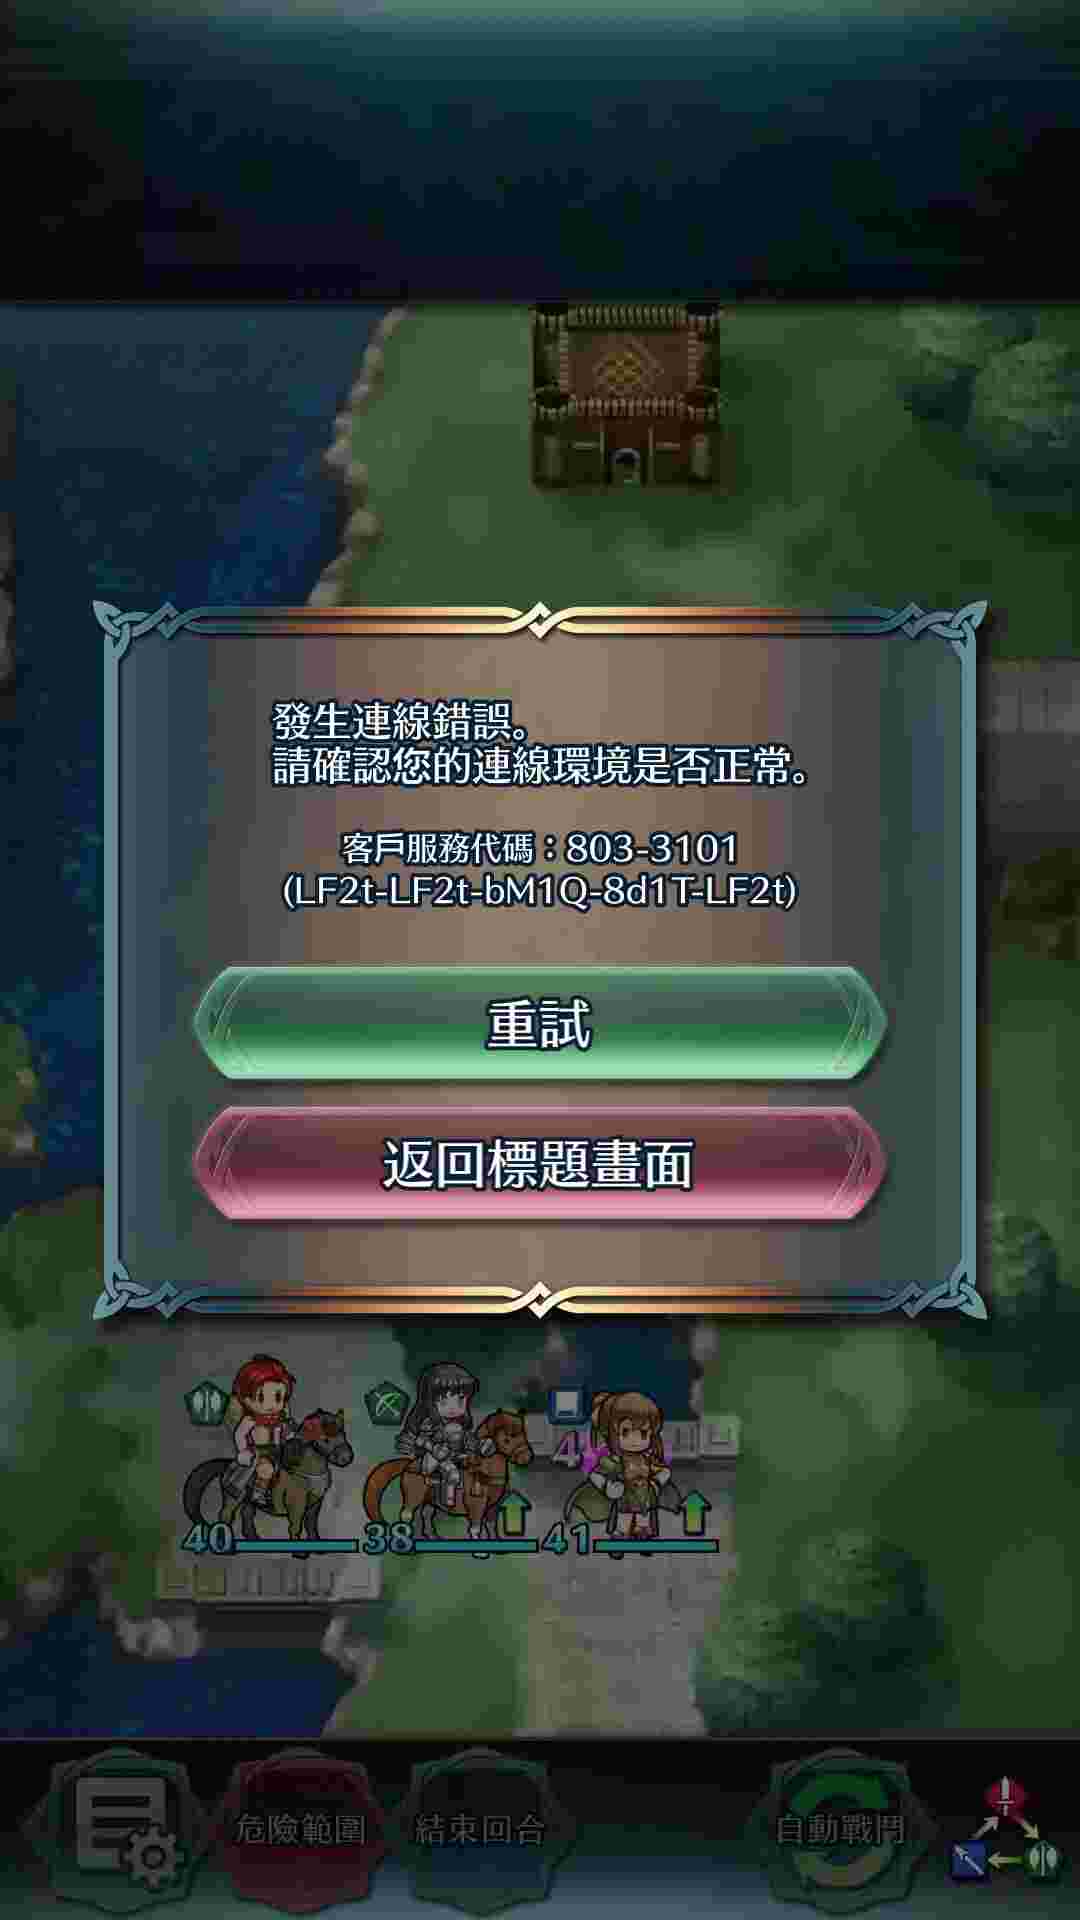 發生連線錯誤。
請確認您的連線環境是否正常。
客戶服務代碼：803-3101
(LF2t-LF2t-bM1Q-8d1T-LF2t)
重試
返回標題畫面
4
40
38
41
危險範圍
結束回合
自動戰鬥